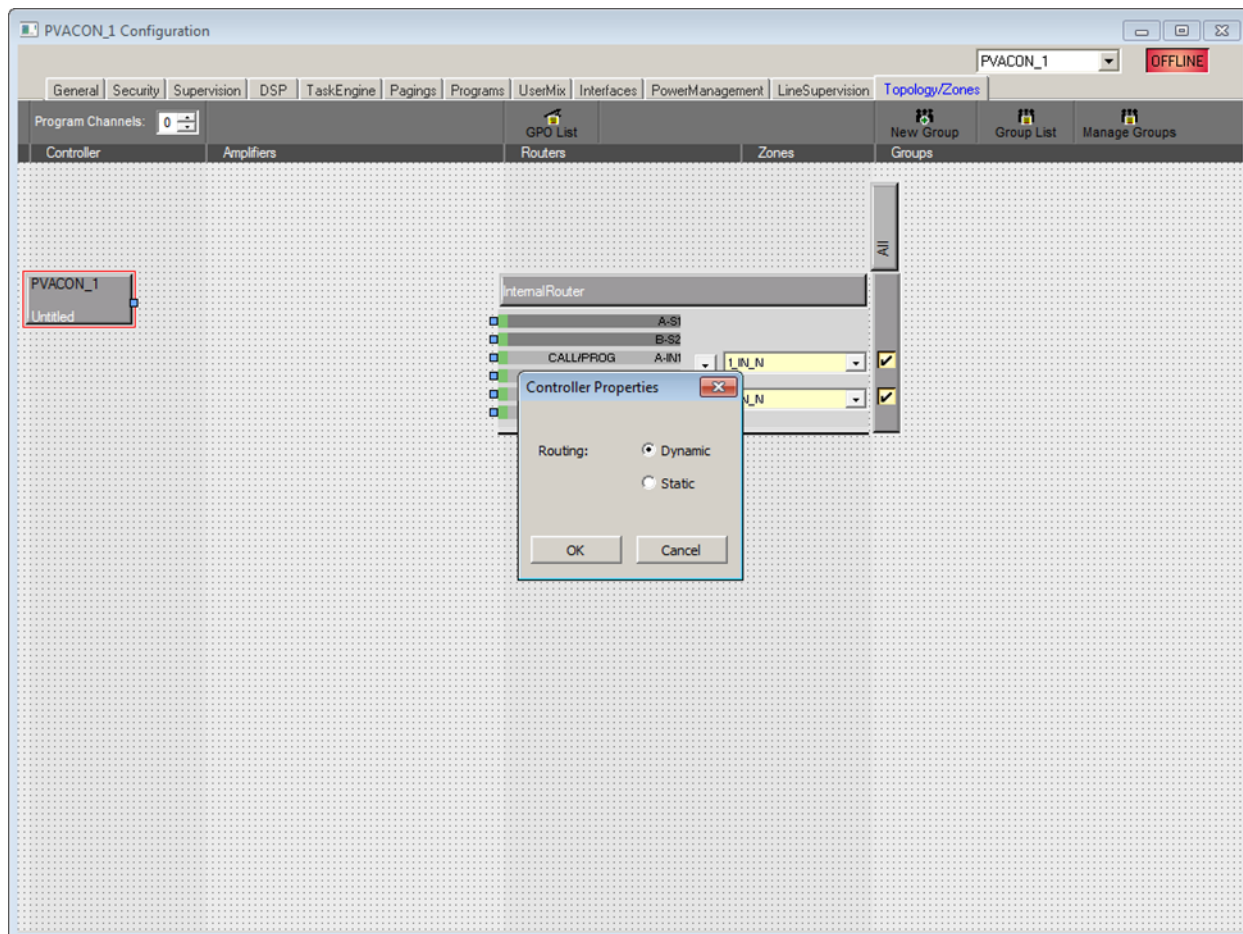 PVACON_1 Configuration
PVACON_1 OFFLINE
General Security Supervision DSP TaskEngine Pagings Programs UserMix Interfaces PowerManagement LineSupervision Topology/Zones
Program Channels: 0 GPO List New Group Group List Manage Groups
Controller Amplifiers Routers Zones Groups
All
PVACON_1
Untitled
InternalRouter
A-S1
B-S2
CALL/PROG A-IN1 1_IN_N
Controller Properties
N_N
Routing: Dynamic
Static
OK Cancel